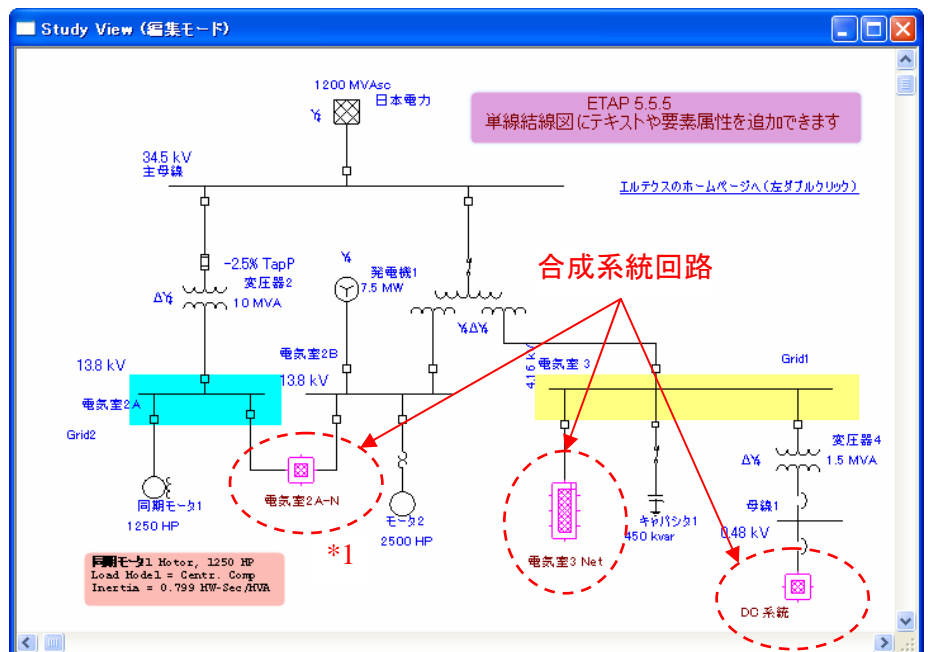 Study View (編集モード)
1200 MVAsc
日本電力
ETAP 5.5.5
単線結線図にテキストや要素属性を追加できます
34.5 kV
主母線
エルテクスのホームページへ(左ダブルクリック)
合成系統回路
-2.5% TapP
変圧器2
10 MVA
発電機1
7.5 MW
電気室2B
13.8 kV
13.8 kV
電気室2A
Grid2
4.16 kV
電気室 3
Grid1
変圧器4
1.5 MVA
同期モータ1
1250 HP
電気室2A-N
*1
モータ2
2500 HP
電気室3 Net
キャパシタ1
450 kvar
母線1
0.48 kV
DC 系統
同期モータ1 Motor, 1250 HP
Load Model = Centr. Comp
Inertia = 0.799 MW-Sec/MVA